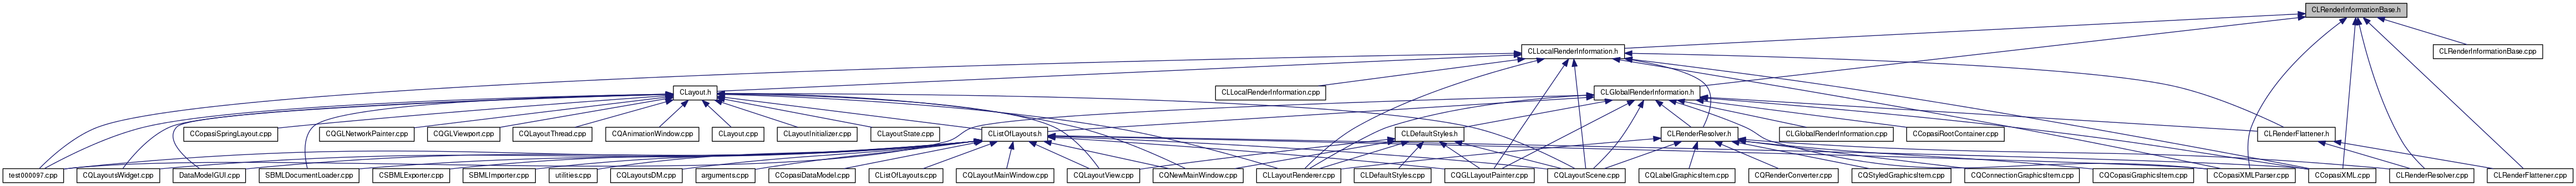 CLRenderInformationBase.h
CLLocalRenderInformation.h
CLRenderInformationBase.cpp
CLayout.h
CLLocalRenderInformation.cpp
CLGlobalRenderInformation.h
CCopasiSpringLayout.cpp
CQGLNetworkPainter.cpp
CQGLViewport.cpp
CQLayoutThread.cpp
CQAnimationWindow.cpp
CLayout.cpp
CLayoutInitializer.cpp
CLayoutState.cpp
CListOfLayouts.h
CLDefaultStyles.h
CLRenderResolver.h
CLGlobalRenderInformation.cpp
CCopasiRootContainer.cpp
CLRenderFlattener.h
test000097.cpp
CQLayoutsWidget.cpp
DataModelGUI.cpp
SBMLDocumentLoader.cpp
CSBMLExporter.cpp
SBMLImporter.cpp
utilities.cpp
CQLayoutsDM.cpp
arguments.cpp
CCopasiDataModel.cpp
CListOfLayouts.cpp
CQLayoutMainWindow.cpp
CQLayoutView.cpp
CQNewMainWindow.cpp
CLLayoutRenderer.cpp
CLDefaultStyles.cpp
CQGLLayoutPainter.cpp
CQLayoutScene.cpp
CQLabelGraphicsItem.cpp
CQRenderConverter.cpp
CQStyledGraphicsItem.cpp
CQConnectionGraphicsItem.cpp
CQCopasiGraphicsItem.cpp
CCopasiXMLParser.cpp
CCopasiXML.cpp
CLRenderResolver.cpp
CLRenderFlattener.cpp